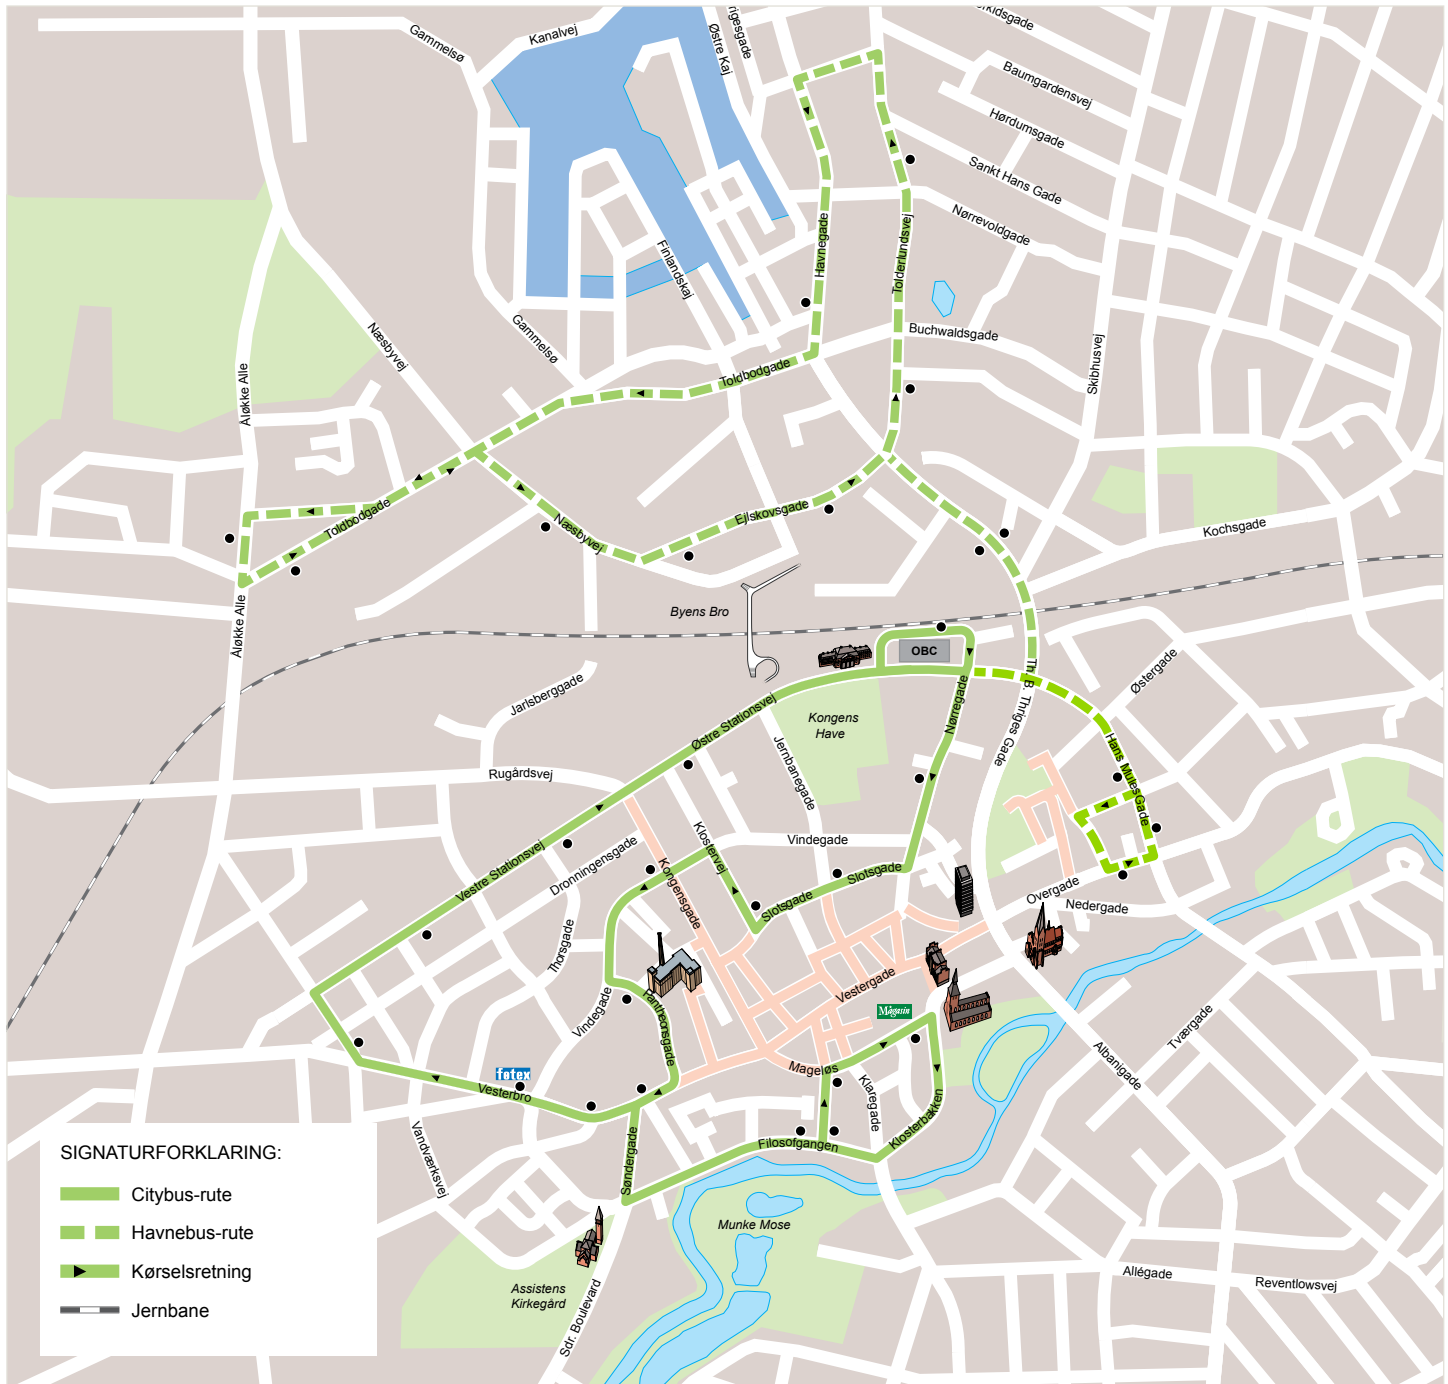 Gammelsø
Kanalvej
Østre Kaj
Baumgardensvej
Hørdumsgade
Sankt Hans Gade
Nørrevoldgade
Finlandskaj
Havnegade
Tolderlundsvej
Gammelsø
Næsbyvej
Buchwaldsgade
Skibhusvej
Åløkke Alle
Toldbodgade
Toldbodgade
Næsbyvej
Ejlskovsgade
Kochsgade
Byens Bro
Åløkke Alle
OBC
Østergade
Jarlsberggade
Østre Stationsvej
Kongens
Have
Nørregade
Th. B. Thriges Gade
Hans Mules Gade
Rugårdsvej
Jernbanegade
Vindegade
Klostervej
Dronningensgade
Vestre Stationsvej
Kongensgade
Slotsgade
Slotsgade
Overgade
Nedergade
Thorsgade
Vindegade
Pantheonsgade
Vestergade
Magasin
Tværgade
Albanigade
føtex
Vesterbro
Mageløs
Klaregade
Klosterbakken
Filosofgangen
Vandværksvej
Søndergade
Munke Mose
Assistens
Kirkegård
Sdr. Boulevard
Allégade
Reventlowsvej
SIGNATURFORKLARING:
Citybus-rute
Havnebus-rute
Kørselsretning
Jernbane